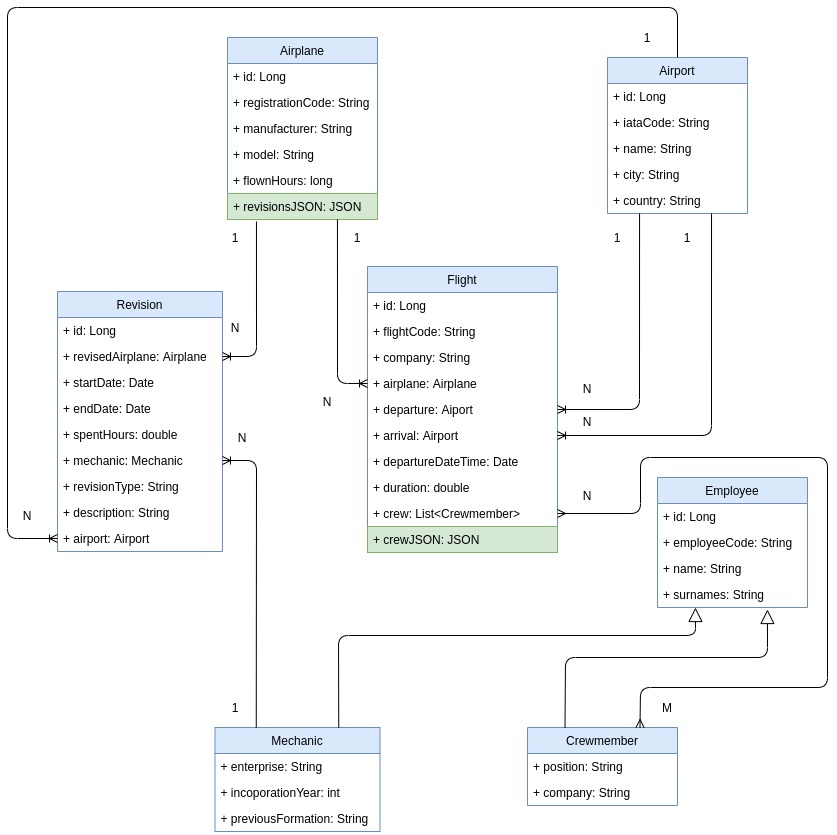 1
Airplane
+ id: Long
+ registrationCode: String
+ manufacturer: String
+ model: String
+ flownHours: long
+ revisionsJSON: JSON
Airport
+ id: Long
+ iataCode: String
+ name: String
+ city: String
+ country: String
1
1
1
1
Flight
+ id: Long
+ flightCode: String
+ company: String
+ airplane: Airplane
+ departure: Aiport
+ arrival: Airport
+ departureDateTime: Date
+ duration: double
+ crew: List<Crewmember>
+ crewJSON: JSON
Revision
+ id: Long
+ revisedAirplane: Airplane
+ startDate: Date
+ endDate: Date
+ spentHours: double
+ mechanic: Mechanic
+ revisionType: String
+ description: String
+ airport: Airport
N
N
N
N
N
N
N
Employee
+ id: Long
+ employeeCode: String
+ name: String
+ surnames: String
1
M
Mechanic
+ enterprise: String
+ incoporationYear: int
+ previousFormation: String
Crewmember
+ position: String
+ company: String